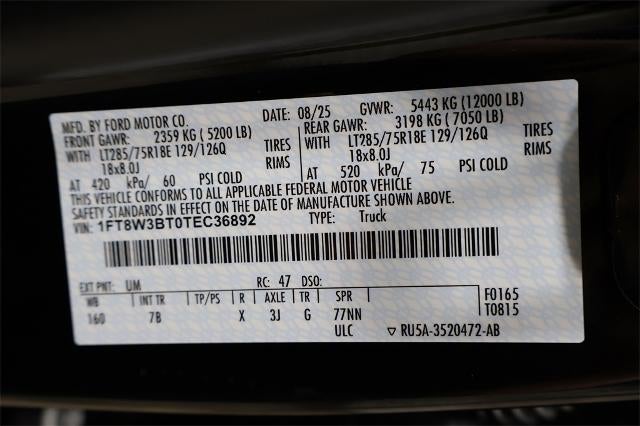 MFD. BY FORD MOTOR CO. DATE: 08/25 GVWR: 5443 KG (12000 LB)
FRONT GAWR: 2359 KG ( 5200 LB) REAR GAWR: 3198 KG ( 7050 LB)
WITH LT285/75R18E 129/126Q TIRES WITH LT285/75R18E 129/126Q TIRES
18x8.0J RIMS 18x8.0J RIMS
AT 420 kPa/ 60 PSI COLD AT 520 kPa/ 75 PSI COLD
THIS VEHICLE CONFORMS TO ALL APPLICABLE FEDERAL MOTOR VEHICLE
SAFETY STANDARDS IN EFFECT ON THE DATE OF MANUFACTURE SHOWN ABOVE.
VIN: 1FT8W3BT0TEC36892 TYPE: Truck
EXT PNT: UM RC: 47 DSO:
WB INT TR TP/PS R AXLE TR SPR F0165
160 7B X 3J G 77NN T0815
ULC ▽ RU5A-3520472-AB